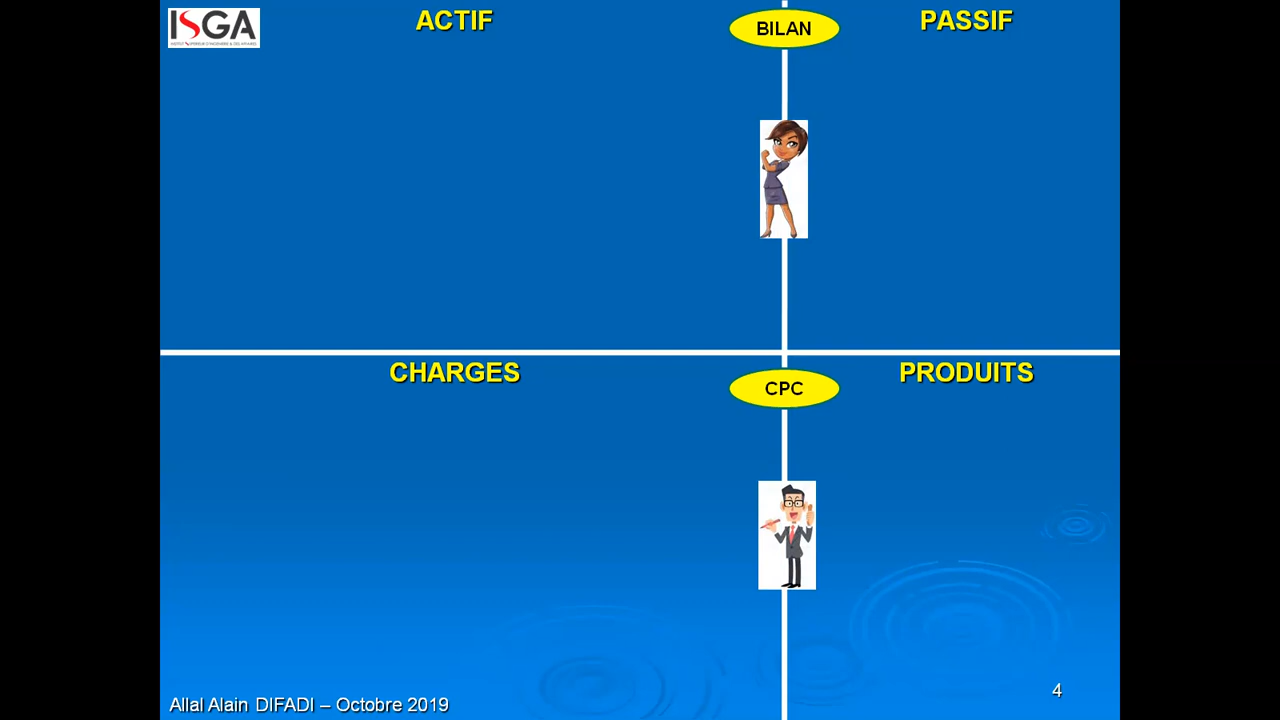 ISGA
ACTIF
BILAN
PASSIF
CHARGES
CPC
PRODUITS
4
Allal Alain DIFADI – Octobre 2019